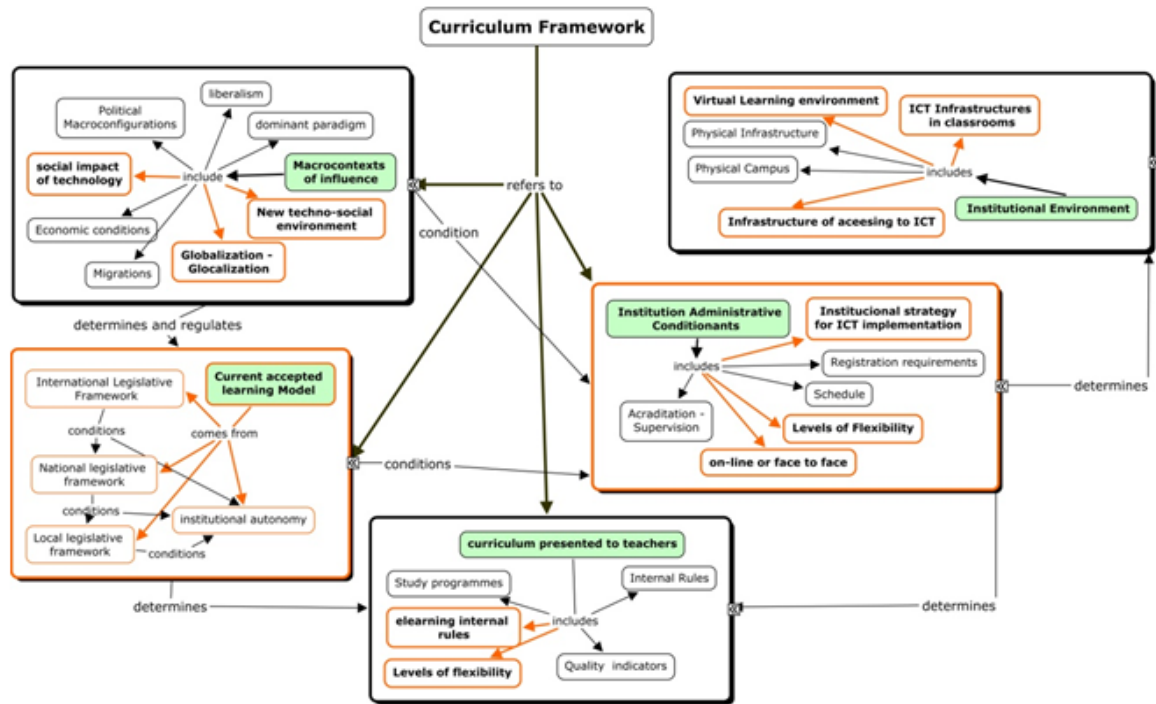 Curriculum Framework
liberalism
Political
Macroconfigurations
dominant paradigm
social impact
of technology
include
Macrocontexts
of influence
New techno-social
environment
Economic conditions
Globalization -
Glocalization
Migrations
refers to
condition
Virtual Learning environment
ICT Infrastructures
in classrooms
Physical Infrastructure
Physical Campus
includes
Institutional Environment
Infrastructure of aceesing to ICT
determines and regulates
International Legislative
Framework
Current accepted
learning Model
conditions
comes from
National legislative
framework
conditions
institutional autonomy
Local legislative
framework
conditions
conditions
Institution Administrative
Conditionants
Institucional strategy
for ICT implementation
includes
Registration requirements
Schedule
Acraditation -
Supervision
Levels of Flexibility
on-line or face to face
determines
curriculum presented to teachers
Study programmes
Internal Rules
elearning internal
rules
includes
Levels of flexibility
Quality indicators
determines
determines